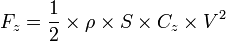 F_z = \frac{1}{2} \times \rho \times S \times C_z \times V^2